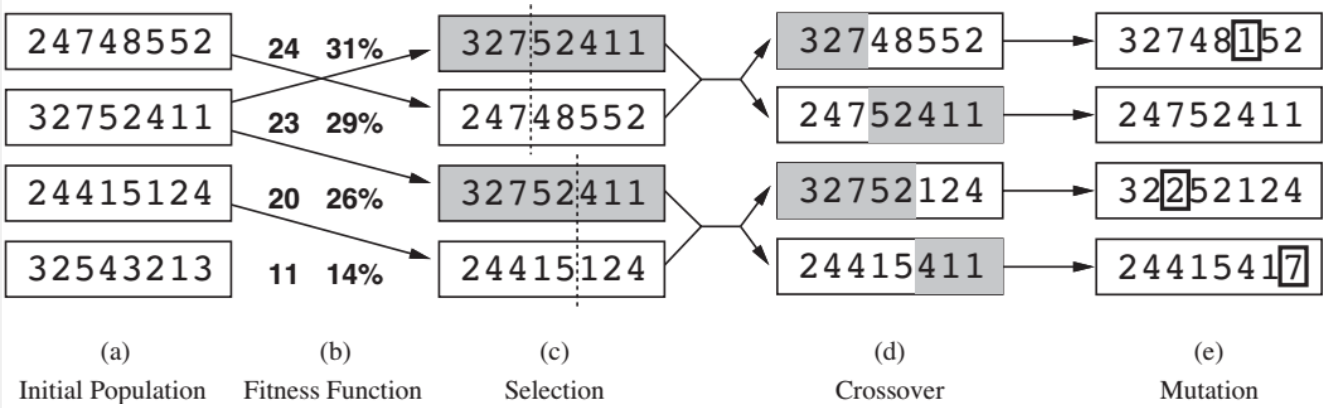 24748552 24 31% 32752411 32748552 32748152
32752411 23 29% 24748552 24752411 24752411
24415124 20 26% 32752411 32752124 32252124
32543213 11 14% 24415124 24415411 24415417
(a) (b) (c) (d) (e)
Initial Population Fitness Function Selection Crossover Mutation